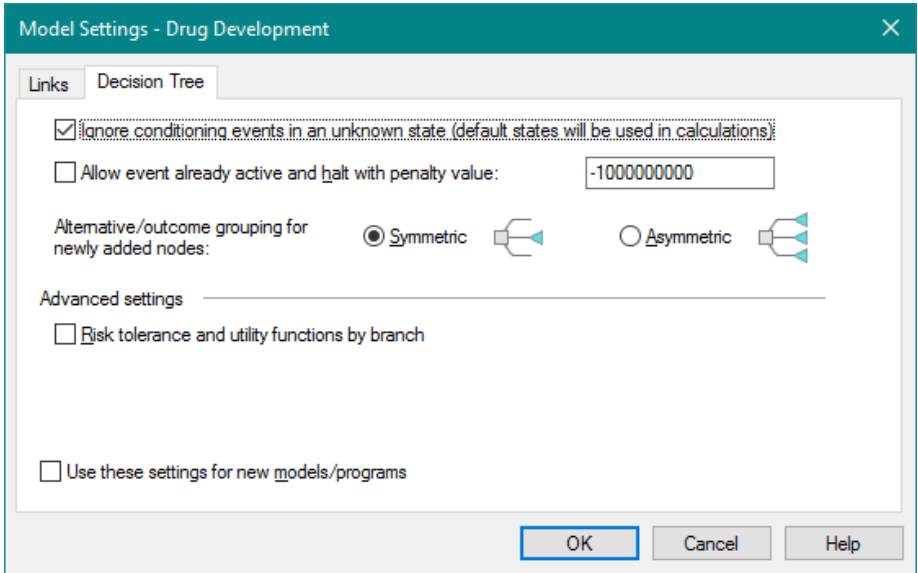 Model Settings - Drug Development
Links
Decision Tree
Ignore conditioning events in an unknown state (default states will be used in calculations)
Allow event already active and halt with penalty value:
-1000000000
Alternative/outcome grouping for
newly added nodes:
Symmetric
Asymmetric
Advanced settings
Risk tolerance and utility functions by branch
Use these settings for new models/programs
OK
Cancel
Help